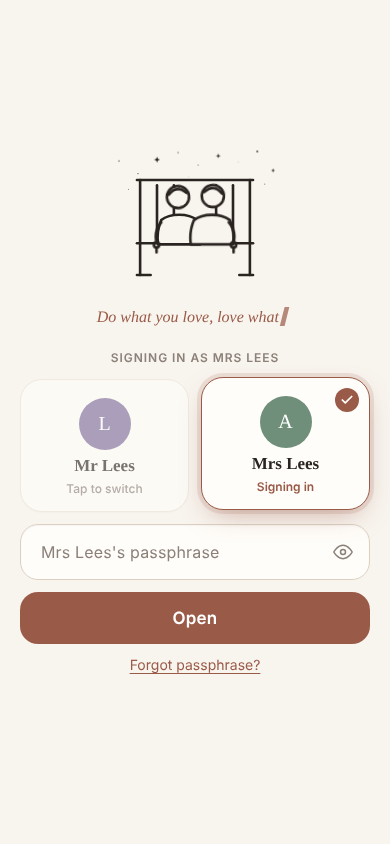 Do what you love, love what
SIGNING IN AS MRS LEES
L
Mr Lees
Tap to switch
A
Mrs Lees
Signing in
Mrs Lees's passphrase
Open
Forgot passphrase?